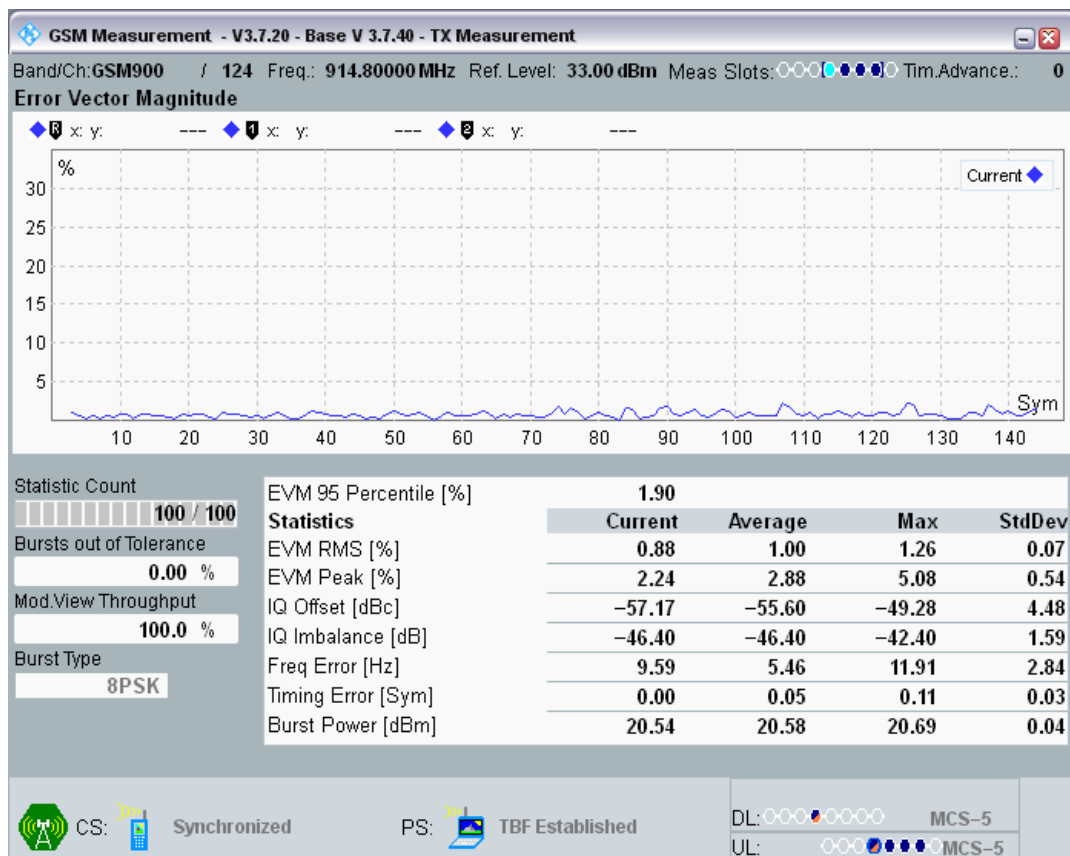 GSM Measurement - V3.7.20 - Base V 3.7.40 - TX Measurement
Band/Ch:GSM900 / 124 Freq.: 914.80000 MHz Ref. Level: 33.00 dBm Meas Slots: Tim.Advance.: 0
Error Vector Magnitude
R x: y: --- 1 x: y: --- 2 x: y: ---
%
Current
30
25
20
15
10
5
Sym
10 20 30 40 50 60 70 80 90 100 110 120 130 140
Statistic Count
100 / 100
Bursts out of Tolerance
0.00 %
Mod.View Throughput
100.0 %
Burst Type
8PSK
EVM 95 Percentile [%] 1.90
Statistics Current Average Max StdDev
EVM RMS [%] 0.88 1.00 1.26 0.07
EVM Peak [%] 2.24 2.88 5.08 0.54
IQ Offset [dBc] −57.17 −55.60 −49.28 4.48
IQ Imbalance [dB] −46.40 −46.40 −42.40 1.59
Freq Error [Hz] 9.59 5.46 11.91 2.84
Timing Error [Sym] 0.00 0.05 0.11 0.03
Burst Power [dBm] 20.54 20.58 20.69 0.04
CS: Synchronized PS: TBF Established
DL: MCS−5
UL: MCS−5